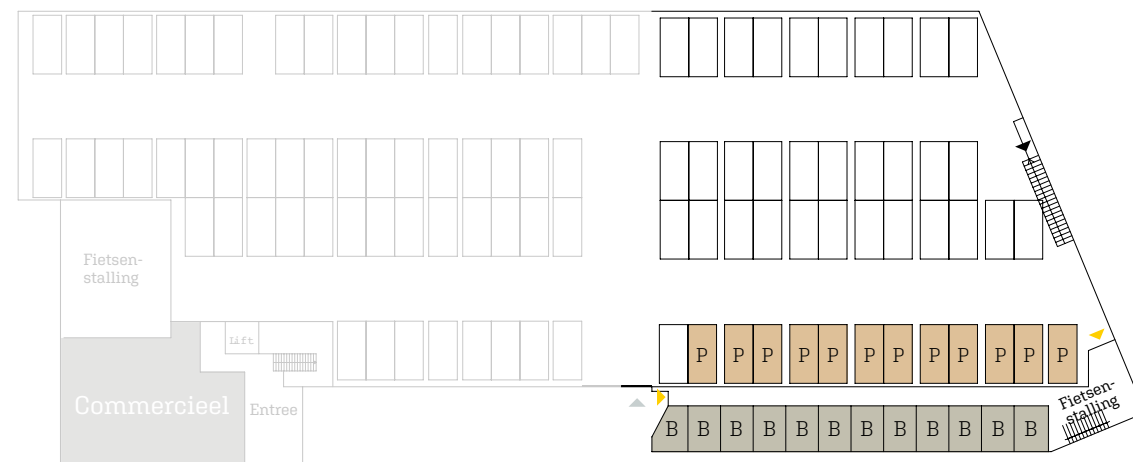 Fietsen-
stalling
Lift
Commercieel
Entree
P P P P P P P P P P P P
Fietsen-
stalling
B B B B B B B B B B B B